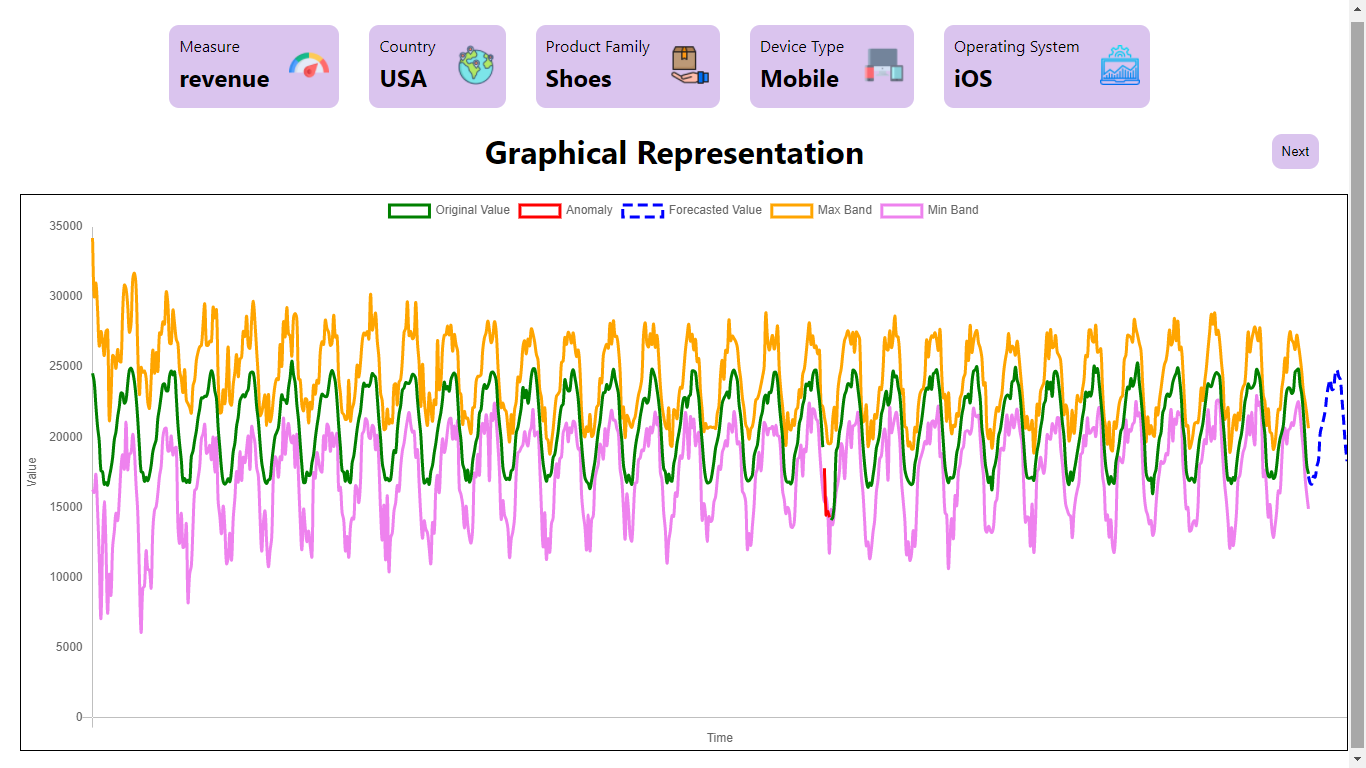 Measure
revenue
Country
USA
Product Family
Shoes
Device Type
Mobile
Operating System
iOS
Graphical Representation
Next
Original Value Anomaly Forecasted Value Max Band Min Band
35000
30000
25000
20000
15000
10000
5000
0
Value
Time